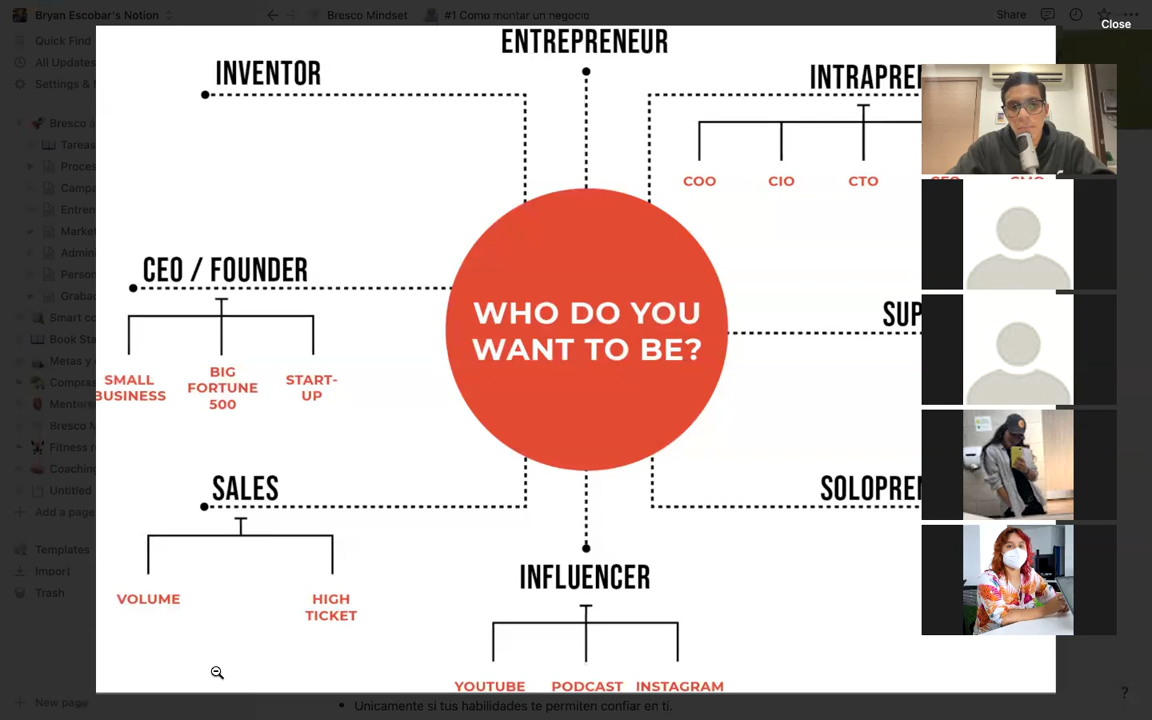 Bryan Escobar's Notion
Bresco Mindset
#1 Como montar un negocio
Share
Close
Quick Find
All Updates
Settings &
Bresco
Tareas
Proces
Campa
Entren
Market
Admini
Person
Graba
Smart co
Book Sta
Metas y
Compras
Mentor
Bresco M
Fitness r
Coaching
Untitled
Add a page
Templates
Import
Trash
New page
ENTREPRENEUR
INVENTOR
INTRAPRE
COO
CIO
CTO
CEO / FOUNDER
SMALL
BUSINESS
BIG
FORTUNE
500
START-
UP
WHO DO YOU
WANT TO BE?
SUP
SALES
VOLUME
HIGH
TICKET
SOLOPRE
INFLUENCER
YOUTUBE
PODCAST
INSTAGRAM
Unicamente si tus habilidades te permiten confiar en ti.
?